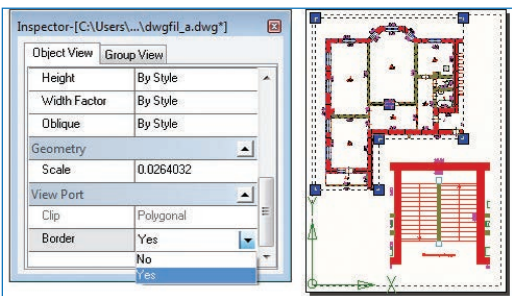 Inspector-[C:\Users\...\dwgfil_a.dwg*]
Object View Group View
Height By Style
Width Factor By Style
Oblique By Style
Geometry
Scale 0.0264032
View Port
Clip Polygonal
Border Yes
No
Yes
Y
X